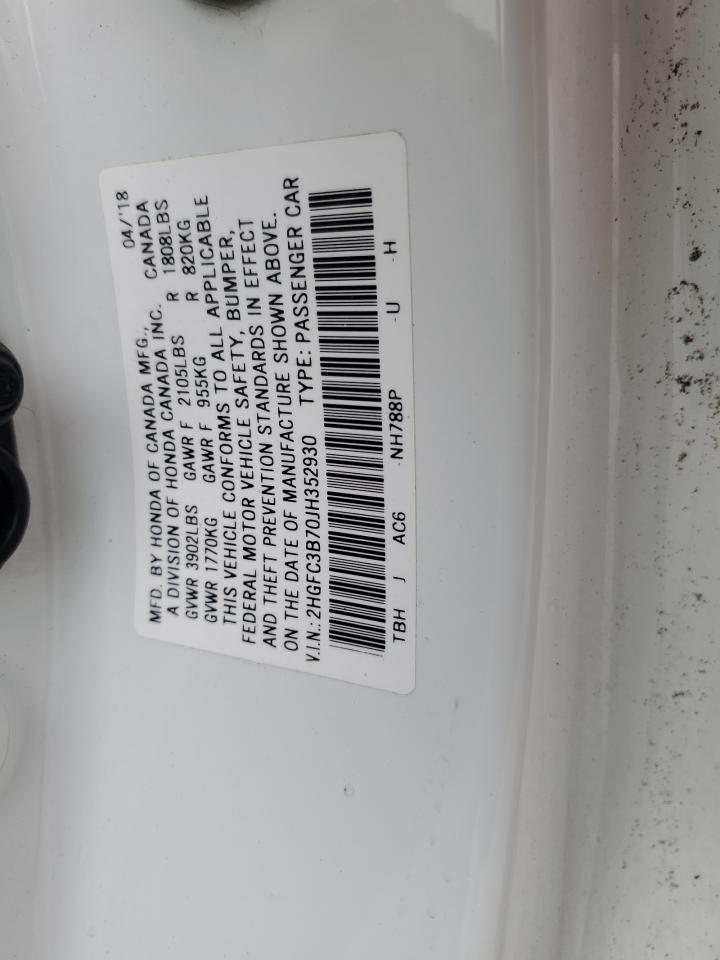 MFD. BY HONDA OF CANADA MFG., 04/'18
A DIVISION OF HONDA CANADA INC. CANADA
GVWR 3902LBS GAWR F 2105LBS R 1808LBS
GVWR 1770KG GAWR F 955KG R 820KG
THIS VEHICLE CONFORMS TO ALL APPLICABLE
FEDERAL MOTOR VEHICLE SAFETY, BUMPER,
AND THEFT PREVENTION STANDARDS IN EFFECT
ON THE DATE OF MANUFACTURE SHOWN ABOVE.
V.I.N.: 2HGFC3B70JH352930 TYPE: PASSENGER CAR
TBH J AC6 -NH788P -U -H